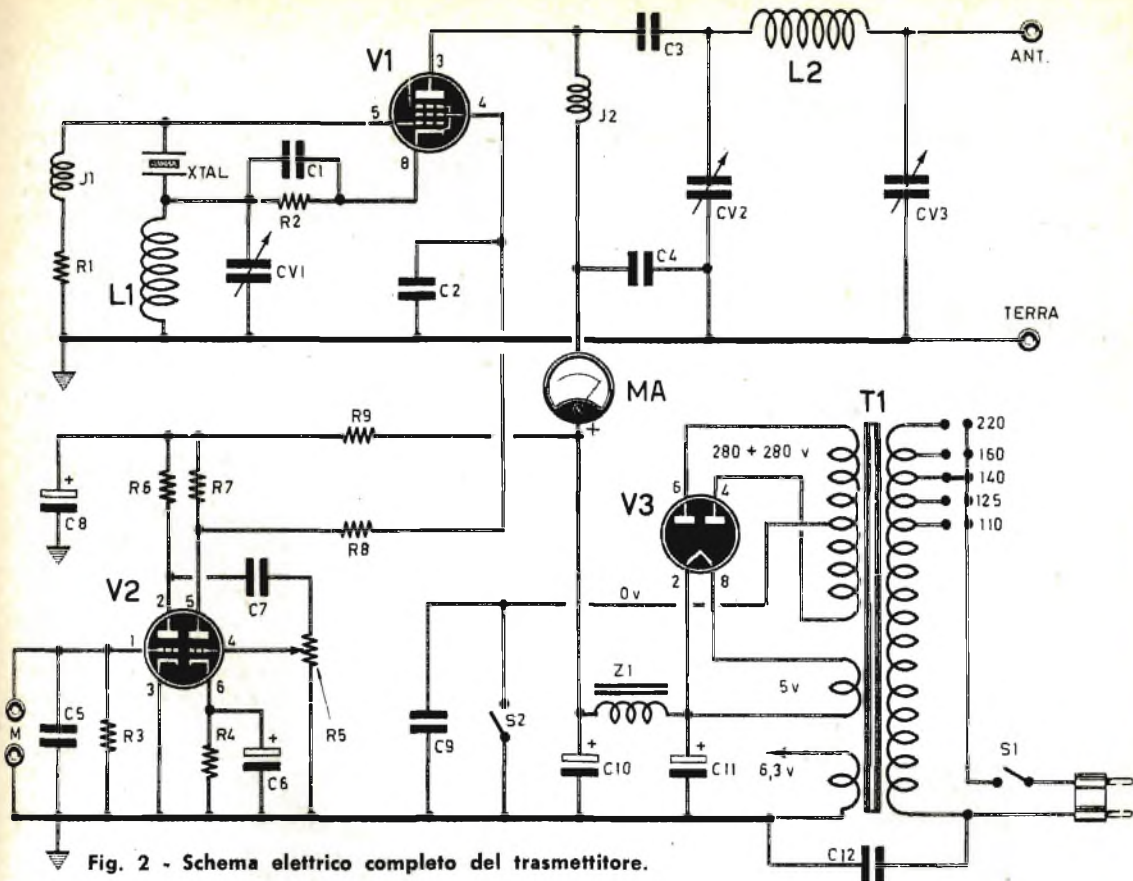 V1
3
4
5
8
C3
L2
ANT.
J2
XTAL
C1
R2
J1
R1
L1
CV1
C2
C4
CV2
CV3
TERRA
MA
+
R9
R6
R7
R8
+
C8
V2
2
5
1
4
3
6
C7
M
C5
R3
R4
+
C6
R5
T1
280 + 280 v
6
4
V3
2
8
220
160
140
125
110
0v
5v
6,3 v
Z1
C9
S2
+
C10
+
C11
S1
C12
Fig. 2 - Schema elettrico completo del trasmettitore.